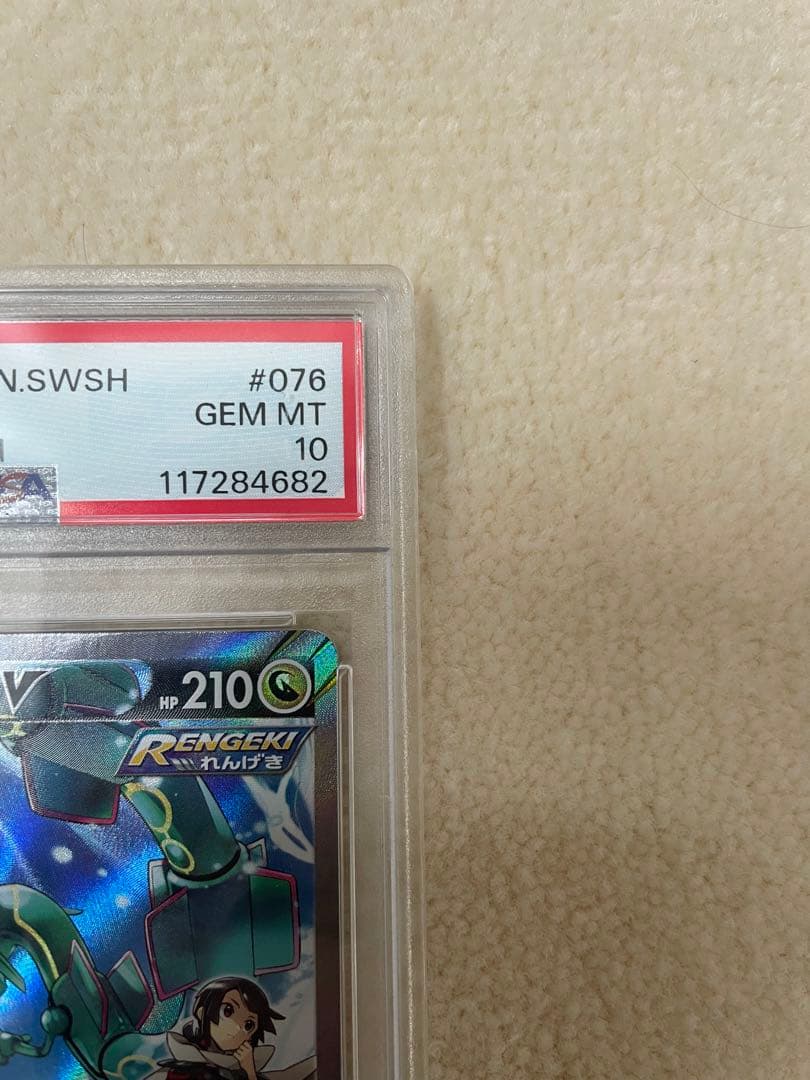 N.SWSH #076
GEM MT
10
117284682
V HP 210
RENGEKI
れんげき